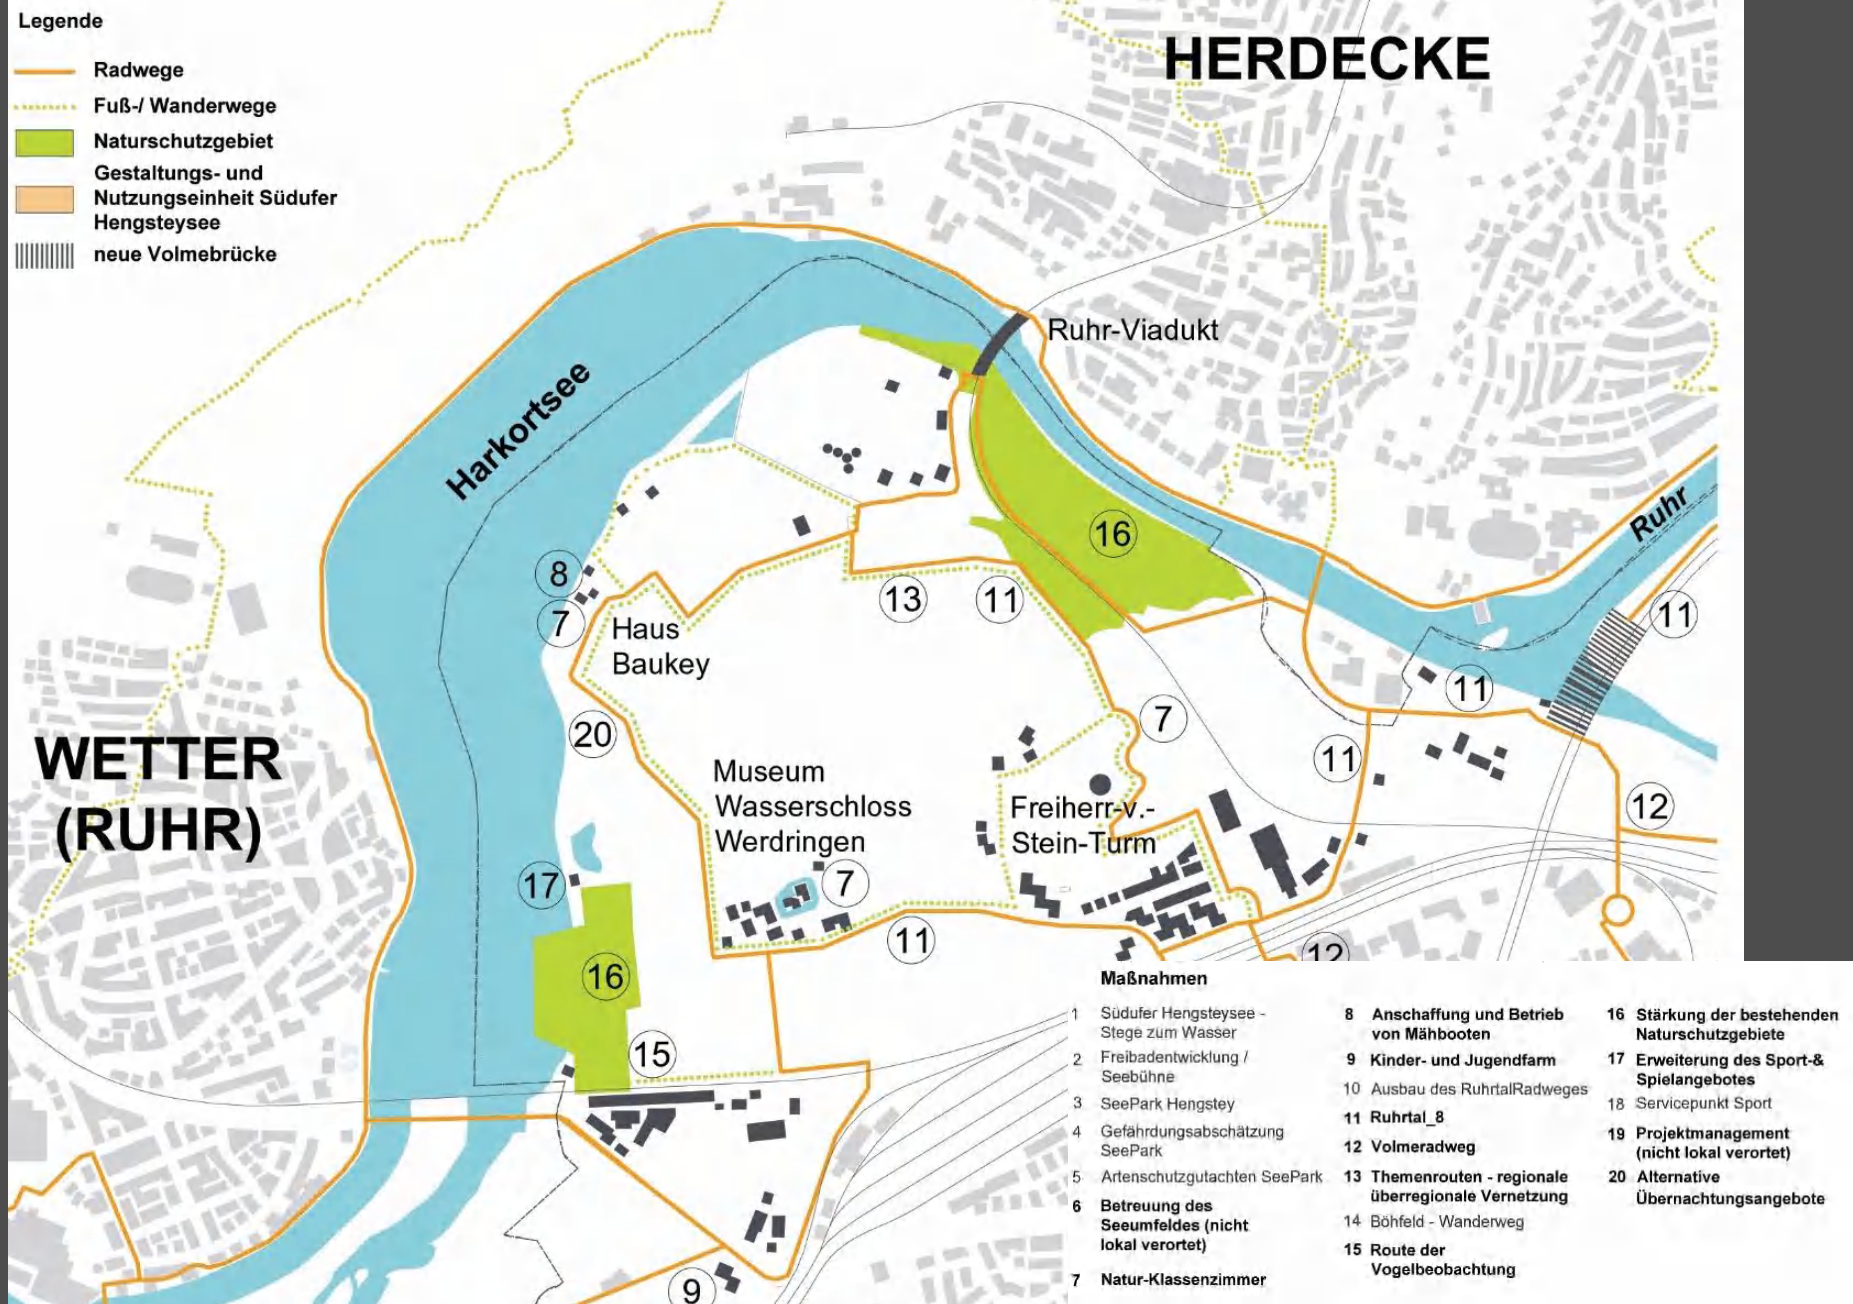 Legende
Radwege
Fuß-/ Wanderwege
Naturschutzgebiet
Gestaltungs- und
Nutzungseinheit Südufer
Hengsteysee
neue Volmebrücke
HERDECKE
Ruhr-Viadukt
Harkortsee
Ruhr
16
8
13
11
11
7
Haus
Baukey
11
20
7
11
WETTER
(RUHR)
Museum
Wasserschloss
Werdringen
Freiherr-v.-
Stein-Turm
12
17
7
11
12
16
15
9
Maßnahmen
1 Südufer Hengsteysee -
Stege zum Wasser
2 Freibadentwicklung /
Seebühne
3 SeePark Hengstey
4 Gefährdungsabschätzung
SeePark
5 Artenschutzgutachten SeePark
6 Betreuung des
Seeumfeldes (nicht
lokal verortet)
7 Natur-Klassenzimmer
8 Anschaffung und Betrieb
von Mähbooten
9 Kinder- und Jugendfarm
10 Ausbau des RuhrtalRadweges
11 Ruhrtal_8
12 Volmeradweg
13 Themenrouten - regionale
überregionale Vernetzung
14 Böhfeld - Wanderweg
15 Route der
Vogelbeobachtung
16 Stärkung der bestehenden
Naturschutzgebiete
17 Erweiterung des Sport-&
Spielangebotes
18 Servicepunkt Sport
19 Projektmanagement
(nicht lokal verortet)
20 Alternative
Übernachtungsangebote